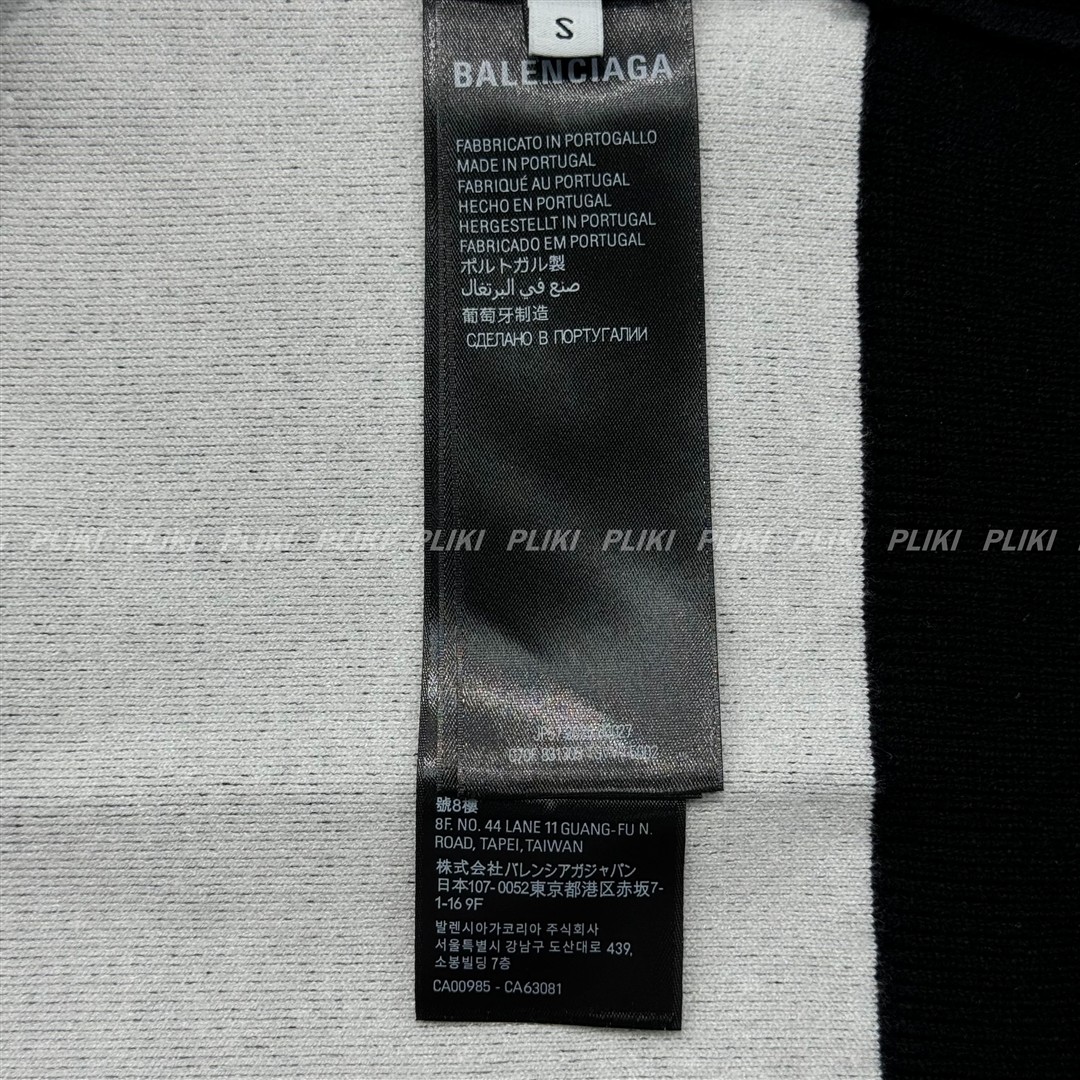 S
BALENCIAGA
FABBRICATO IN PORTOGALLO
MADE IN PORTUGAL
FABRIQUÉ AU PORTUGAL
HECHO EN PORTUGAL
HERGESTELLT IN PORTUGAL
FABRICADO EM PORTUGAL
ポルトガル製
صنع في البرتغال
葡萄牙制造
СДЕЛАНО В ПОРТУГАЛИИ
PLIKI PLIKI PLIKI PLIKI PLIKI PLIKI PLIKI PLIKI PLIKI PLIKI PLIKI
號8樓
8F. NO. 44 LANE 11 GUANG-FU N.
ROAD, TAPEI, TAIWAN
株式会社バレンシアガジャパン
日本107-0052東京都港区赤坂7-
1-16 9F
발렌시아가코리아 주식회사
서울특별시 강남구 도산대로 439,
소봉빌딩 7층
CA00985 - CA63081